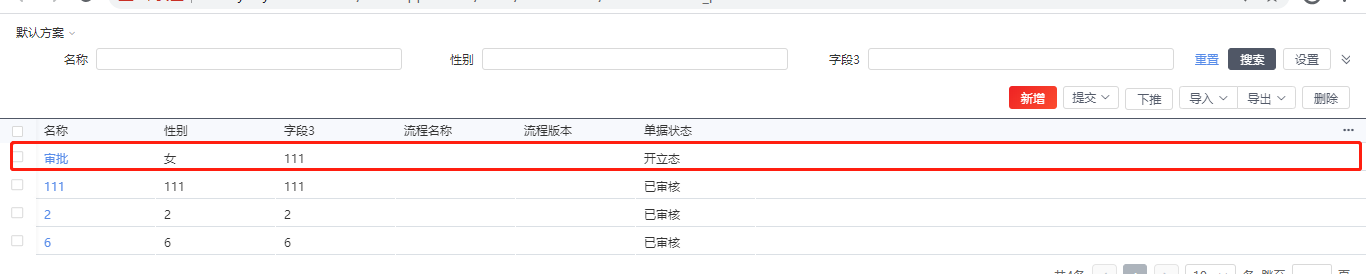 默认方案
名称 性别 字段3 重置 搜索 设置
新增 提交 下推 导入 导出 删除
名称 性别 字段3 流程名称 流程版本 单据状态 ···
审批 女 111 开立态
111 111 111 已审核
2 2 2 已审核
6 6 6 已审核